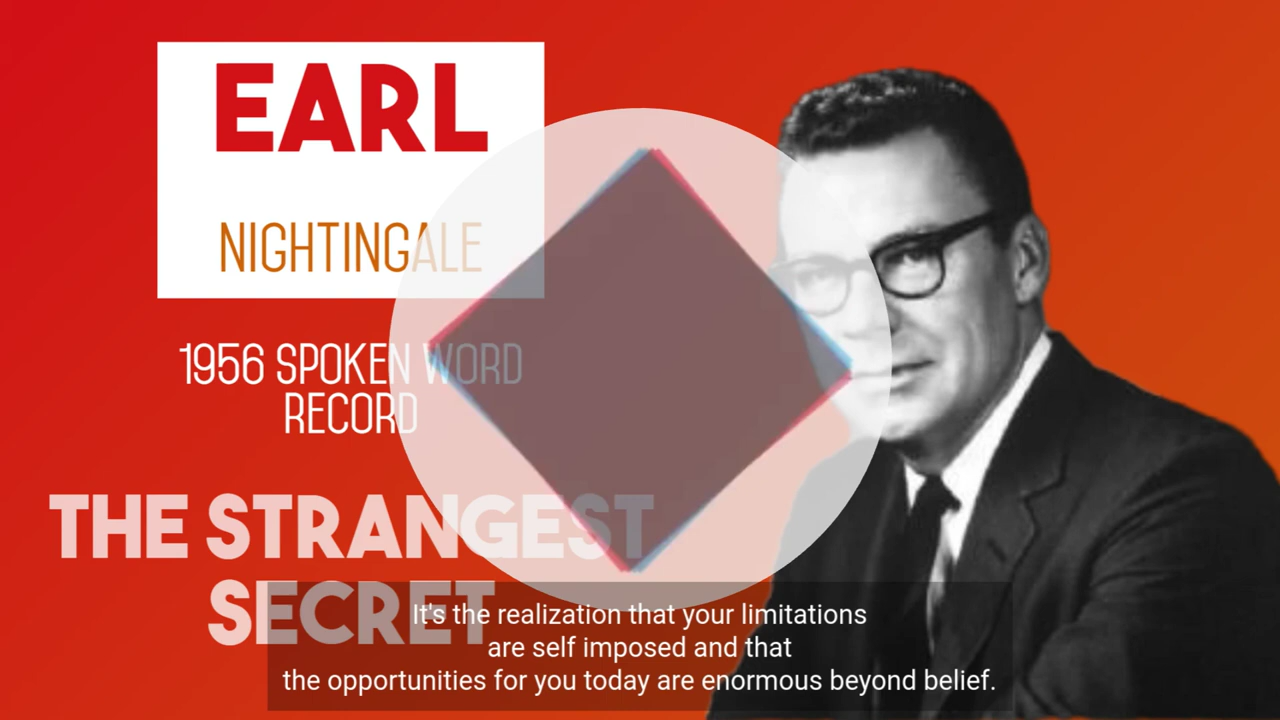 EARL
NIGHTINGALE
1956 SPOKEN WORD
RECORD
THE STRANGEST
SECRET
It's the realization that your limitations
are self imposed and that
the opportunities for you today are enormous beyond belief.